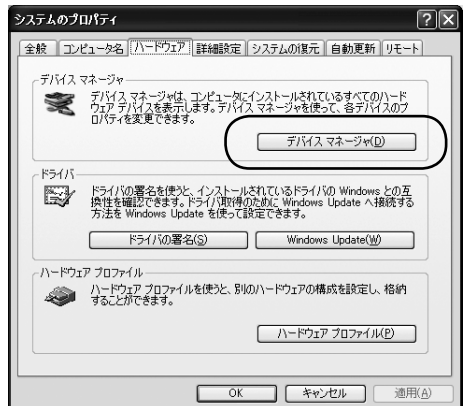 システムのプロパティ
全般 コンピュータ名 ハードウェア 詳細設定 システムの復元 自動更新 リモート
デバイス マネージャ
デバイス マネージャは、コンピュータにインストールされているすべてのハード
ウェア デバイスを表示します。デバイス マネージャを使って、各デバイスのプ
ロパティを変更できます。
デバイス マネージャ(D)
ドライバ
ドライバの署名を使うと、インストールされているドライバの Windows との互
換性を確認できます。ドライバ取得のために Windows Update へ接続する
方法を Windows Update を使って設定できます。
ドライバの署名(S) Windows Update(W)
ハードウェア プロファイル
ハードウェア プロファイルを使うと、別のハードウェアの構成を設定し、格納
することができます。
ハードウェア プロファイル(P)
OK キャンセル 適用(A)